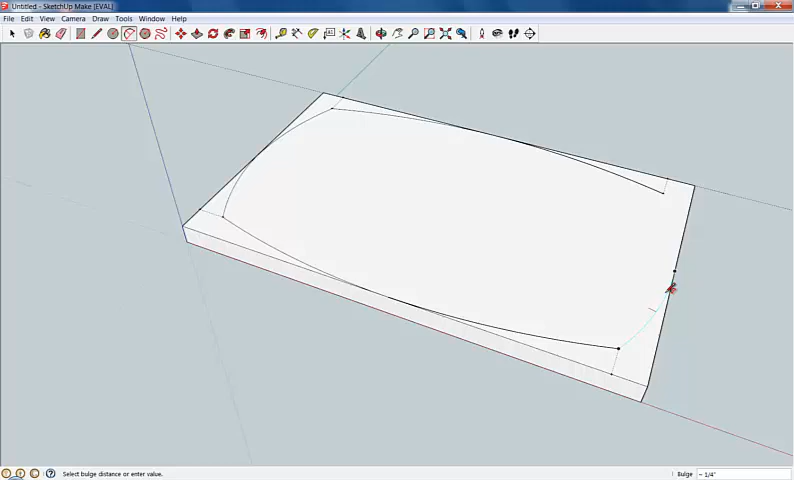 Untitled - SketchUp Make [EVAL]
File Edit View Camera Draw Tools Window Help
Select bulge distance or enter value.
Bulge ~ 1/4"